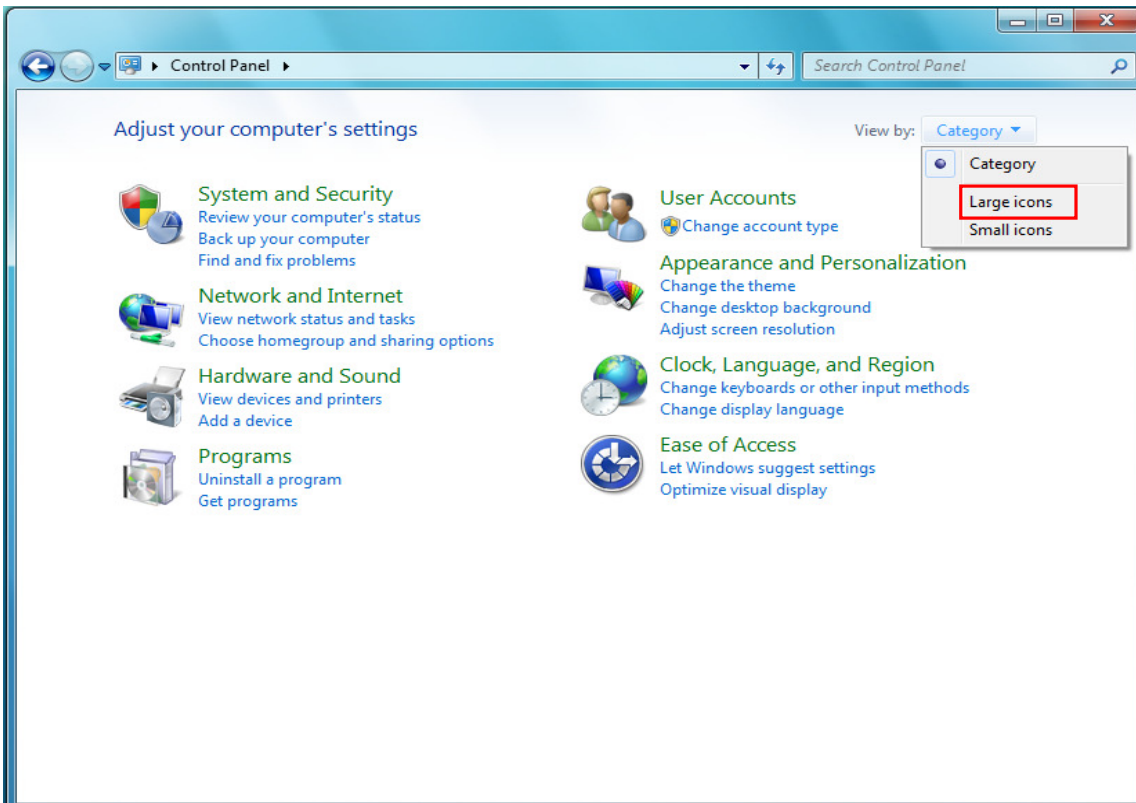 Control Panel
Search Control Panel
Adjust your computer's settings
View by: Category
Category
Large icons
Small icons
System and Security
Review your computer's status
Back up your computer
Find and fix problems
Network and Internet
View network status and tasks
Choose homegroup and sharing options
Hardware and Sound
View devices and printers
Add a device
Programs
Uninstall a program
Get programs
User Accounts
Change account type
Appearance and Personalization
Change the theme
Change desktop background
Adjust screen resolution
Clock, Language, and Region
Change keyboards or other input methods
Change display language
Ease of Access
Let Windows suggest settings
Optimize visual display